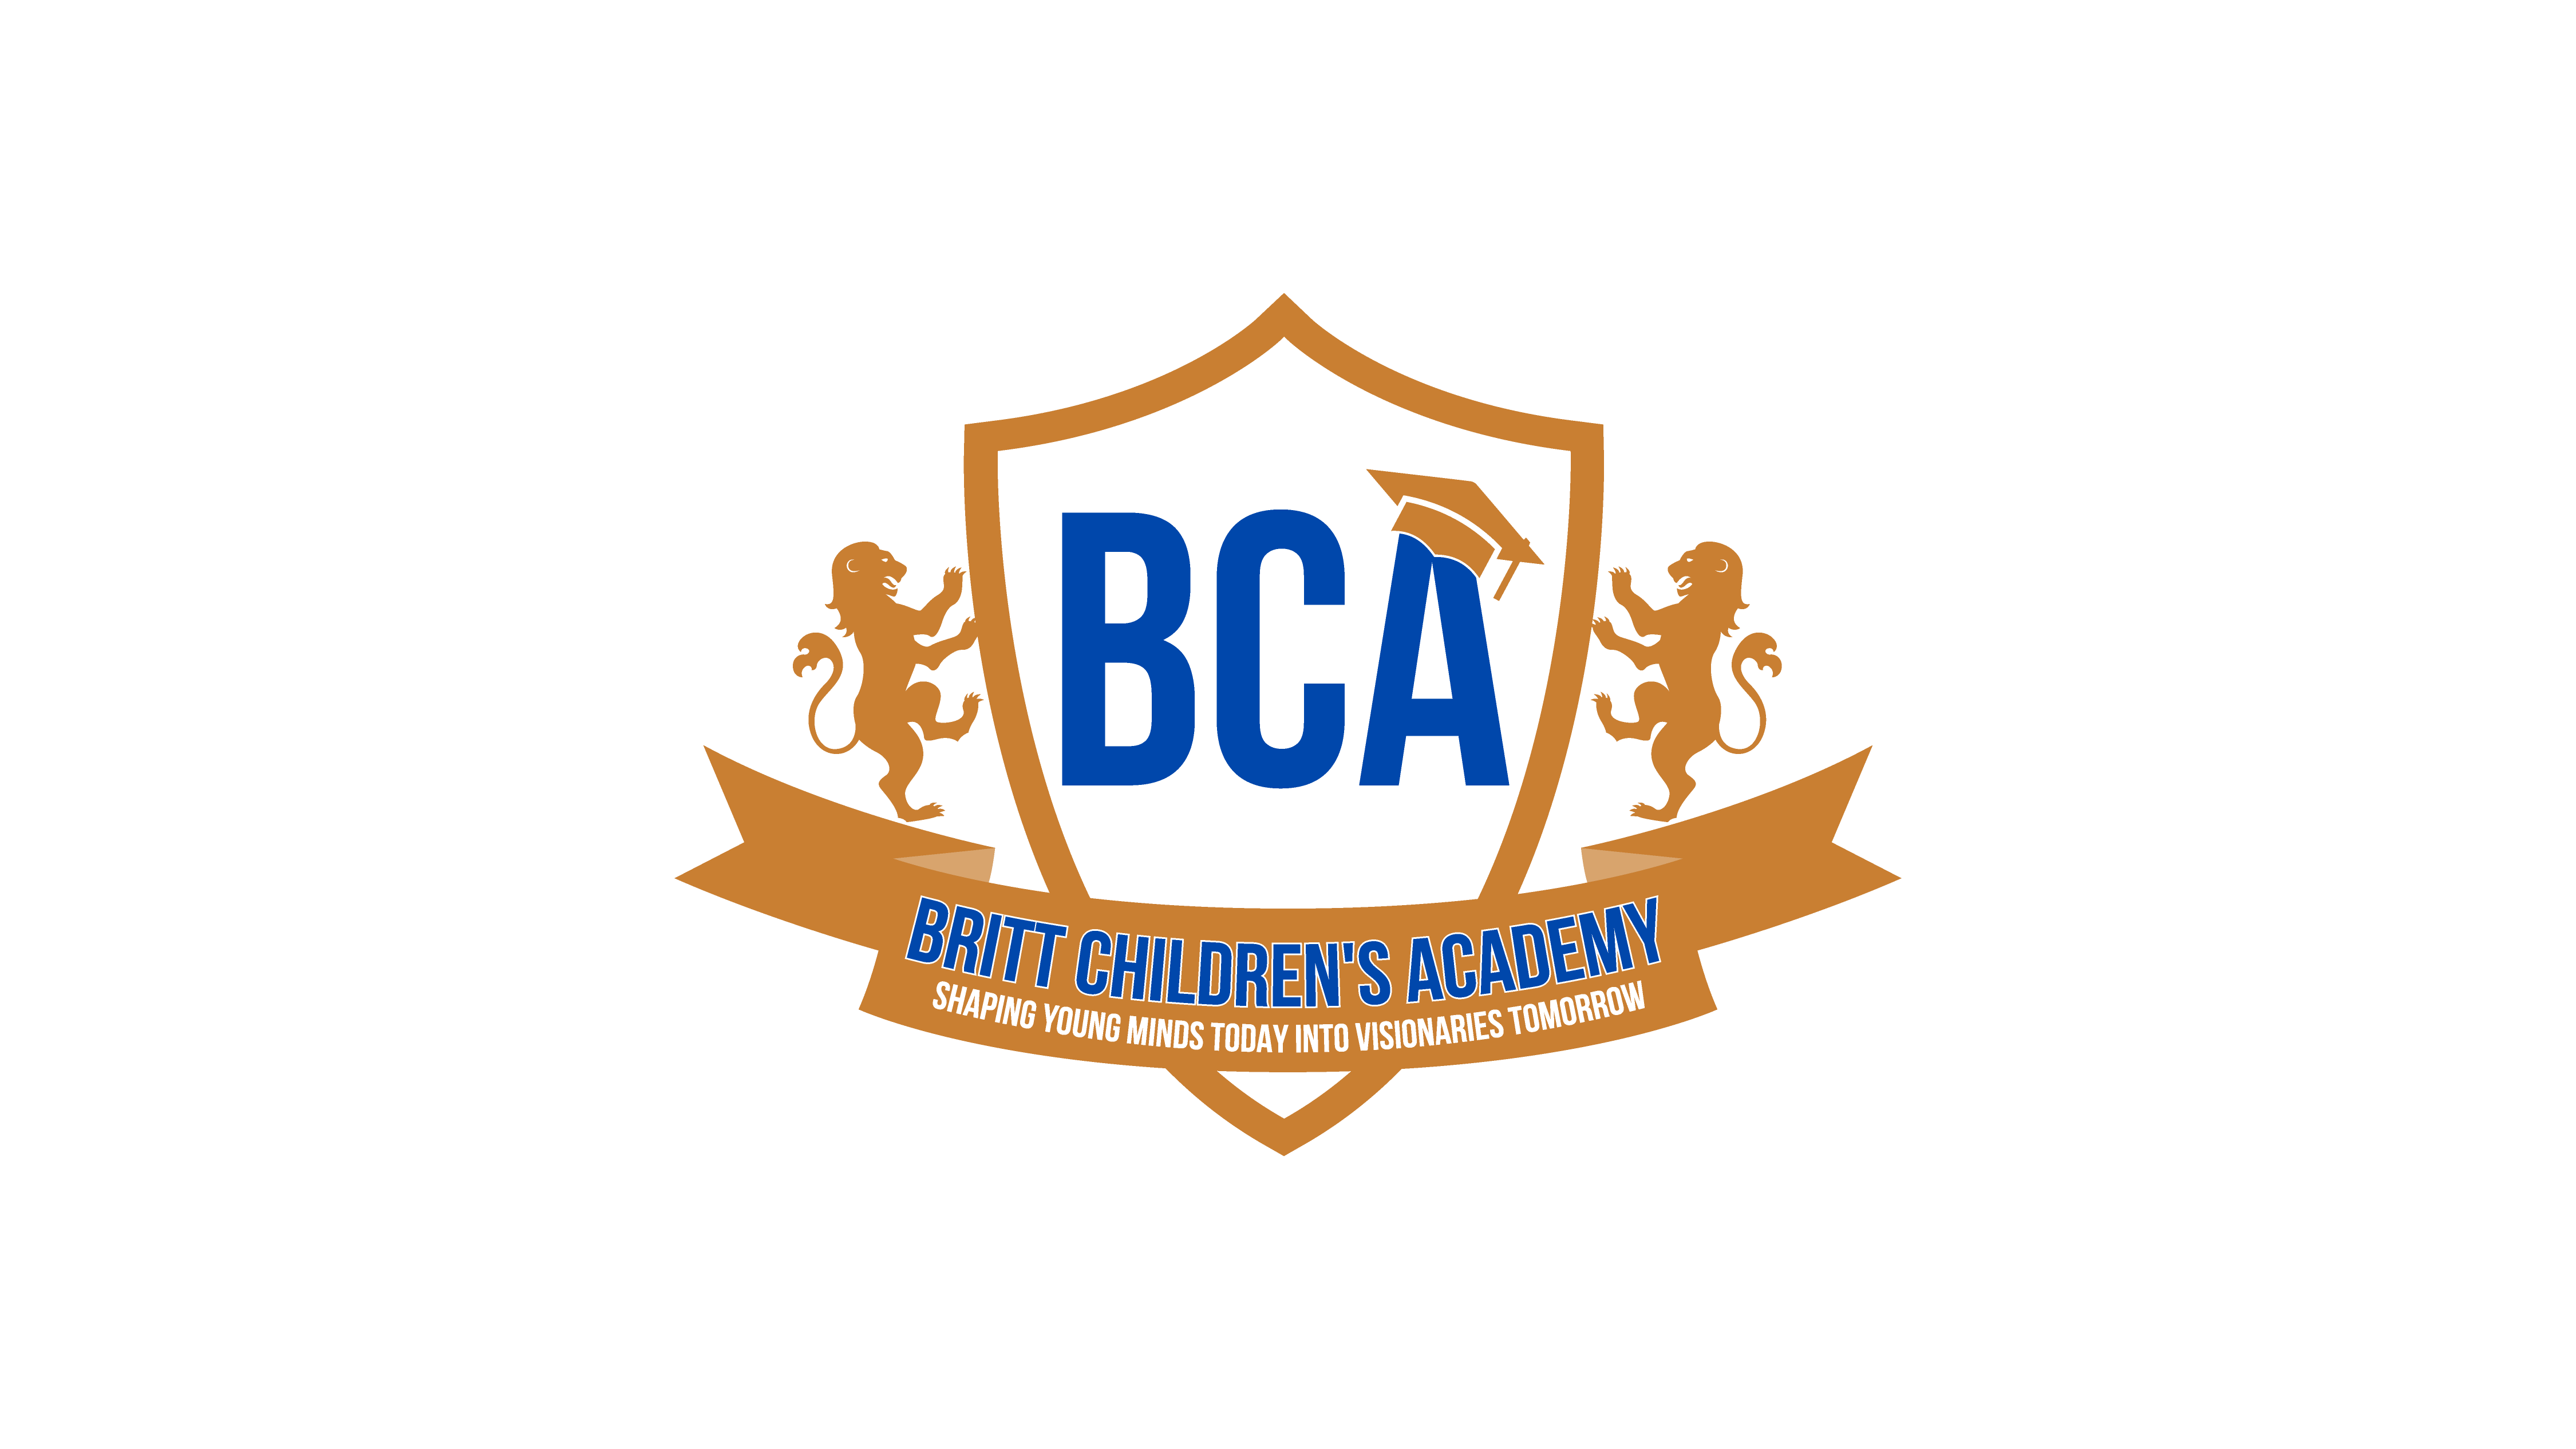 BCA
BRITT CHILDREN'S ACADEMY
SHAPING YOUNG MINDS TODAY INTO VISIONARIES TOMORROW